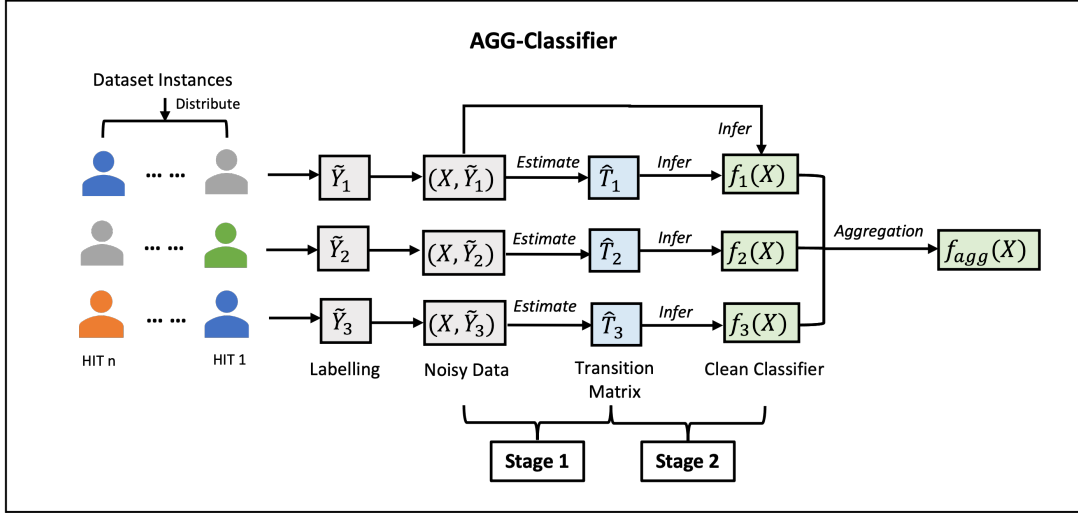 AGG-Classifier
Dataset Instances
Distribute
Infer
... ... Ỹ₁ (X, Ỹ₁) Estimate T̂₁ Infer f₁(X)
... ... Ỹ₂ (X, Ỹ₂) Estimate T̂₂ Infer f₂(X) Aggregation f_agg(X)
... ... Ỹ₃ (X, Ỹ₃) Estimate T̂₃ Infer f₃(X)
HIT n HIT 1 Labelling Noisy Data Transition Matrix Clean Classifier
Stage 1 Stage 2